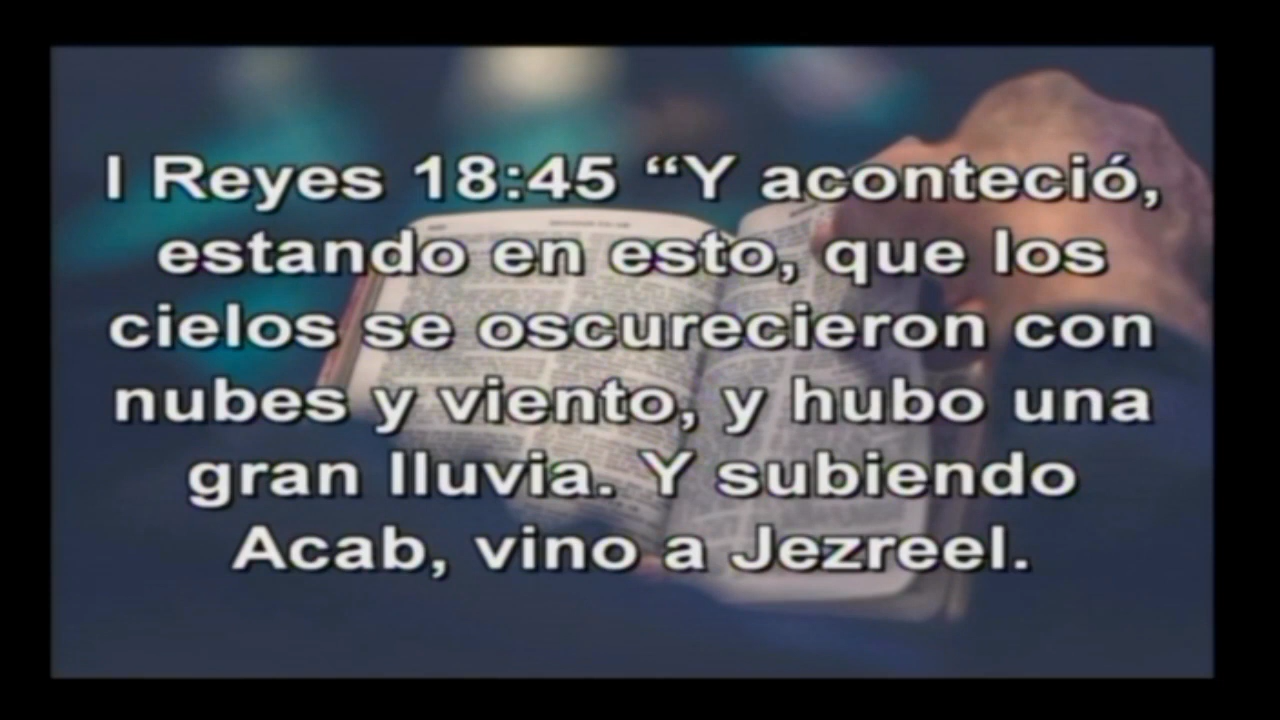 I Reyes 18:45 “Y aconteció,
estando en esto, que los
cielos se oscurecieron con
nubes y viento, y hubo una
gran lluvia. Y subiendo
Acab, vino a Jezreel.